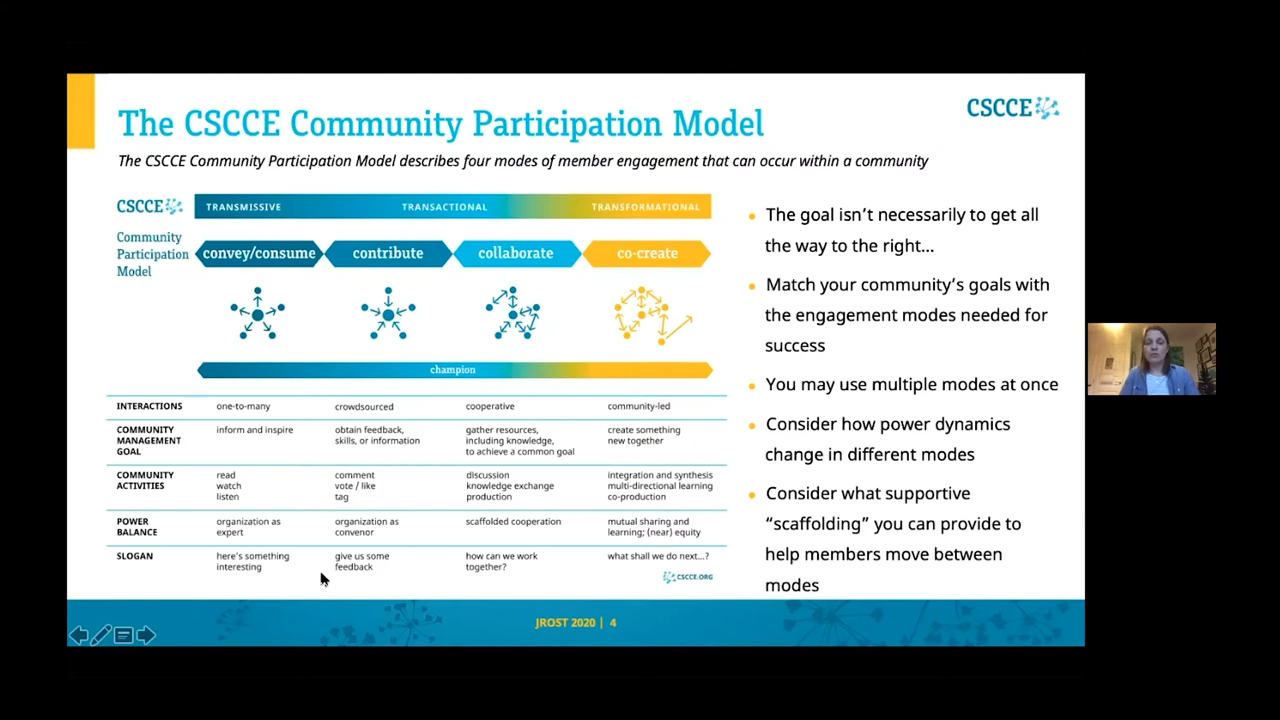 The CSCCE Community Participation Model
CSCCE
The CSCCE Community Participation Model describes four modes of member engagement that can occur within a community
CSCCE
TRANSMISSIVE
TRANSACTIONAL
TRANSFORMATIONAL
Community
Participation
Model
convey/consume
contribute
collaborate
co-create
champion
INTERACTIONS
one-to-many
crowdsourced
cooperative
community-led
COMMUNITY
MANAGEMENT
GOAL
inform and inspire
obtain feedback,
skills, or information
gather resources,
including knowledge,
to achieve a common goal
create something
new together
COMMUNITY
ACTIVITIES
read
watch
listen
comment
vote / like
tag
discussion
knowledge exchange
production
integration and synthesis
multi-directional learning
co-production
POWER
BALANCE
organization as
expert
organization as
convenor
scaffolded cooperation
mutual sharing and
learning; (near) equity
SLOGAN
here's something
interesting
give us some
feedback
how can we work
together?
what shall we do next...?
CSCCE.ORG
• The goal isn't necessarily to get all
the way to the right...
• Match your community's goals with
the engagement modes needed for
success
• You may use multiple modes at once
• Consider how power dynamics
change in different modes
• Consider what supportive
"scaffolding" you can provide to
help members move between
modes
JROST 2020 | 4